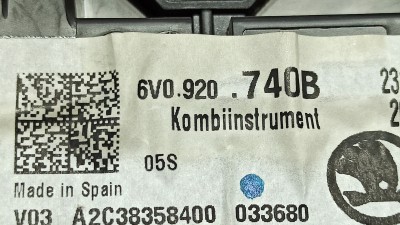 6V0.920 .740B 23
Kombiinstrument
05S
Made in Spain
V03 A2C38358400 033680